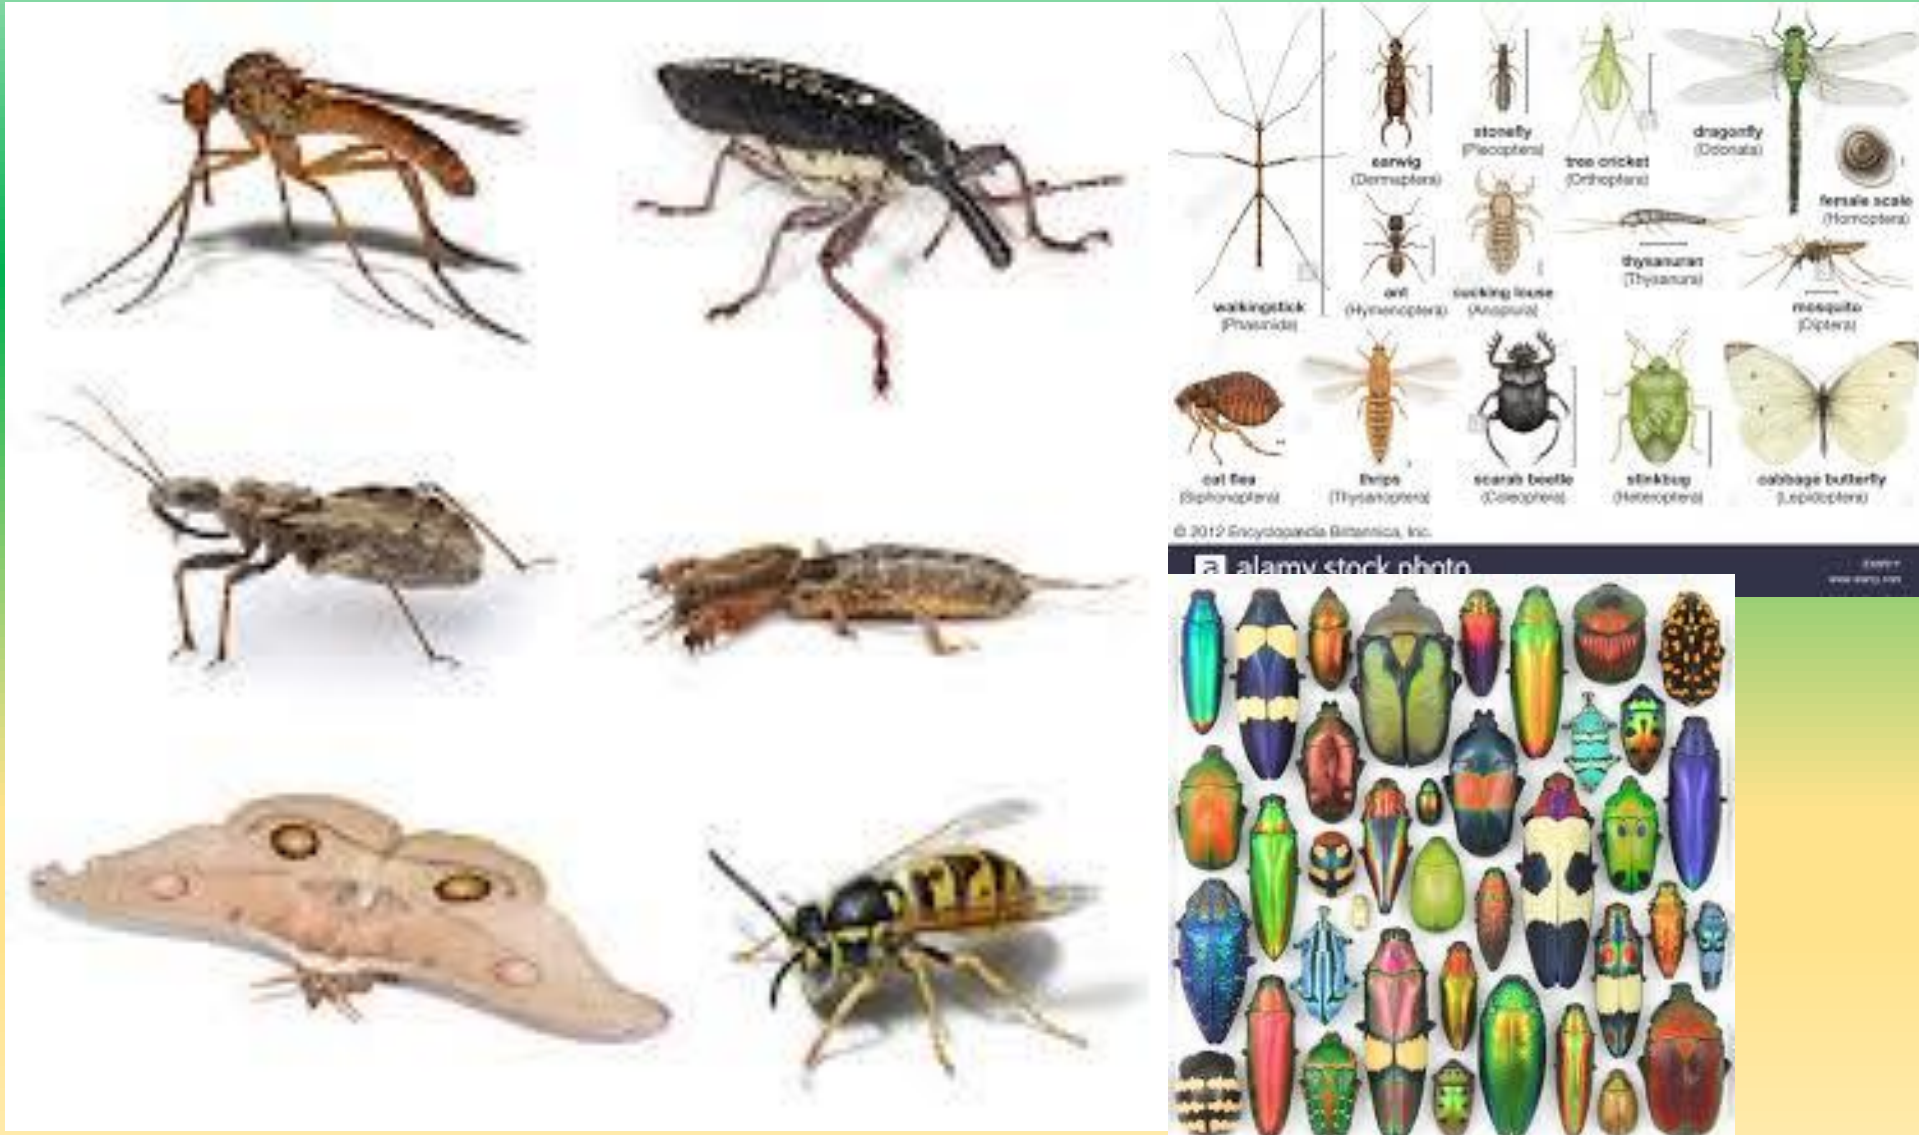 walkingstick
(Phasmida)
earwig
(Dermaptera)
stonefly
(Plecoptera)
tree cricket
(Orthoptera)
dragonfly
(Odonata)
female scale
(Homoptera)
ant
(Hymenoptera)
sucking louse
(Anoplura)
thysanuran
(Thysanura)
mosquito
(Diptera)
cat flea
(Siphonaptera)
thrips
(Thysanoptera)
scarab beetle
(Coleoptera)
stinkbug
(Heteroptera)
cabbage butterfly
(Lepidoptera)
© 2012 Encyclopædia Britannica, Inc.
a alamy stock photo